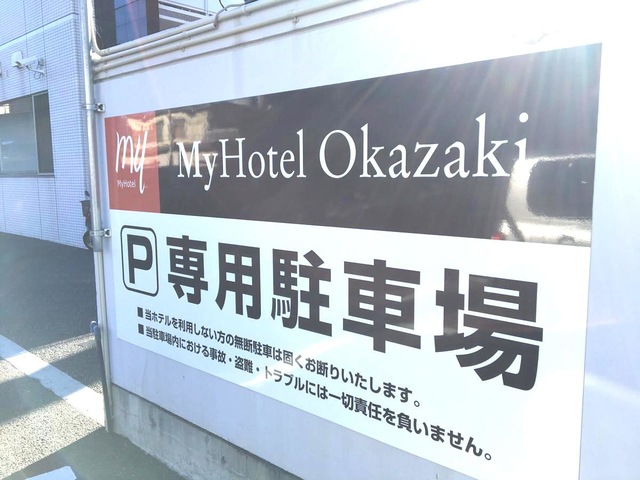 my
MyHotel
MyHotel Okazaki
P 専用駐車場
■当ホテルを利用しない方の無断駐車は固くお断りいたします。
■当駐車場内における事故・盗難・トラブルには一切責任を負いません。